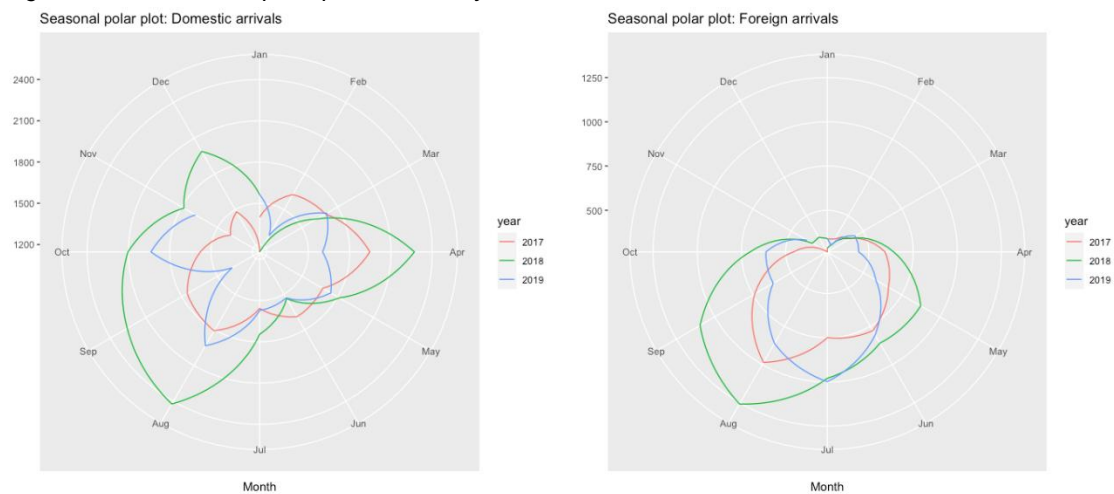 Seasonal polar plot: Domestic arrivals
Jan
Feb
Mar
Apr
May
Jun
Jul
Aug
Sep
Oct
Nov
Dec
2400
2100
1800
1500
1200
Month
year
2017
2018
2019
Seasonal polar plot: Foreign arrivals
Jan
Feb
Mar
Apr
May
Jun
Jul
Aug
Sep
Oct
Nov
Dec
1250
1000
750
500
Month
year
2017
2018
2019